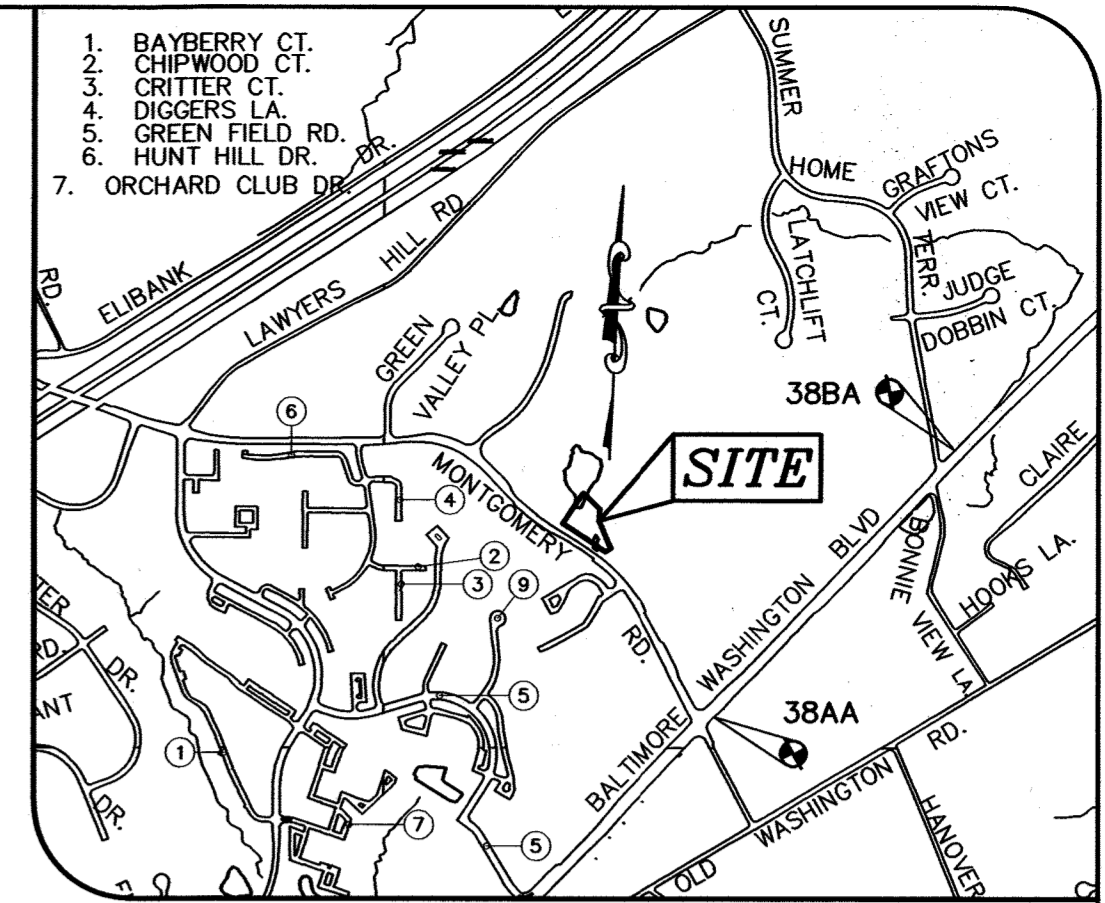 1. BAYBERRY CT.
2. CHIPWOOD CT.
3. CRITTER CT.
4. DIGGERS LA.
5. GREEN FIELD RD.
6. HUNT HILL DR.
7. ORCHARD CLUB DR.
SUMMER
HOME
TERR.
GRAFTONS
VIEW CT.
LATCHLIFT
CT.
JUDGE
DOBBIN CT.
RD.
ELIBANK
DR.
LAWYERS
HILL
RD
GREEN
VALLEY PL.
38BA
SITE
6
MONTGOMERY
RD.
4
2
3
9
CLAIRE
HOOKS LA.
BONNIE
VIEW LA.
BALTIMORE
WASHINGTON
BLVD
5
38AA
DR.
RD.
DR.
1
7
5
OLD
WASHINGTON
RD.
HANOVER